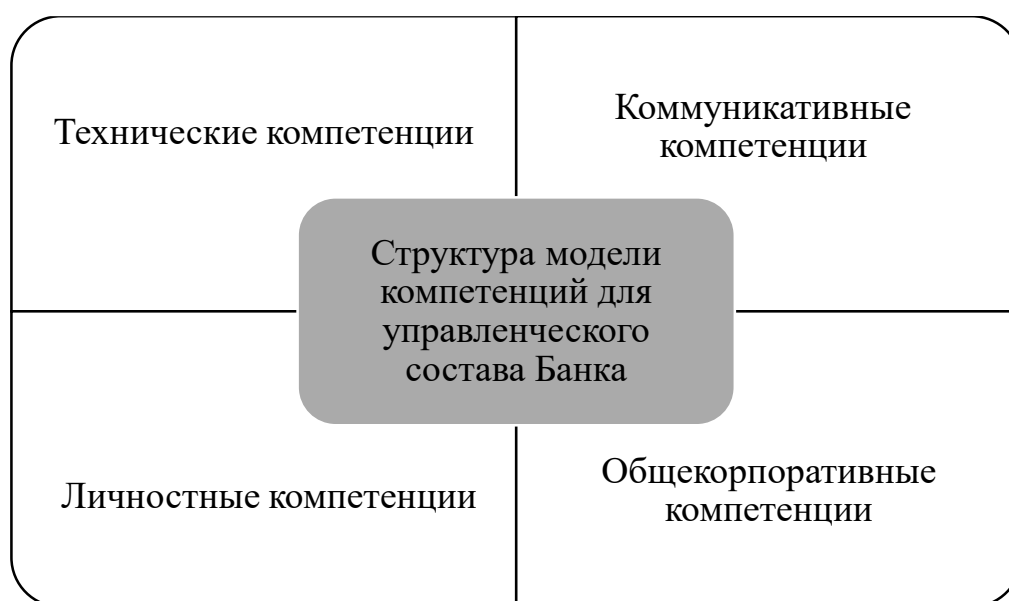 Технические компетенции
Коммуникативные
компетенции
Структура модели
компетенций для
управленческого
состава Банка
Личностные компетенции
Общекорпоративные
компетенции